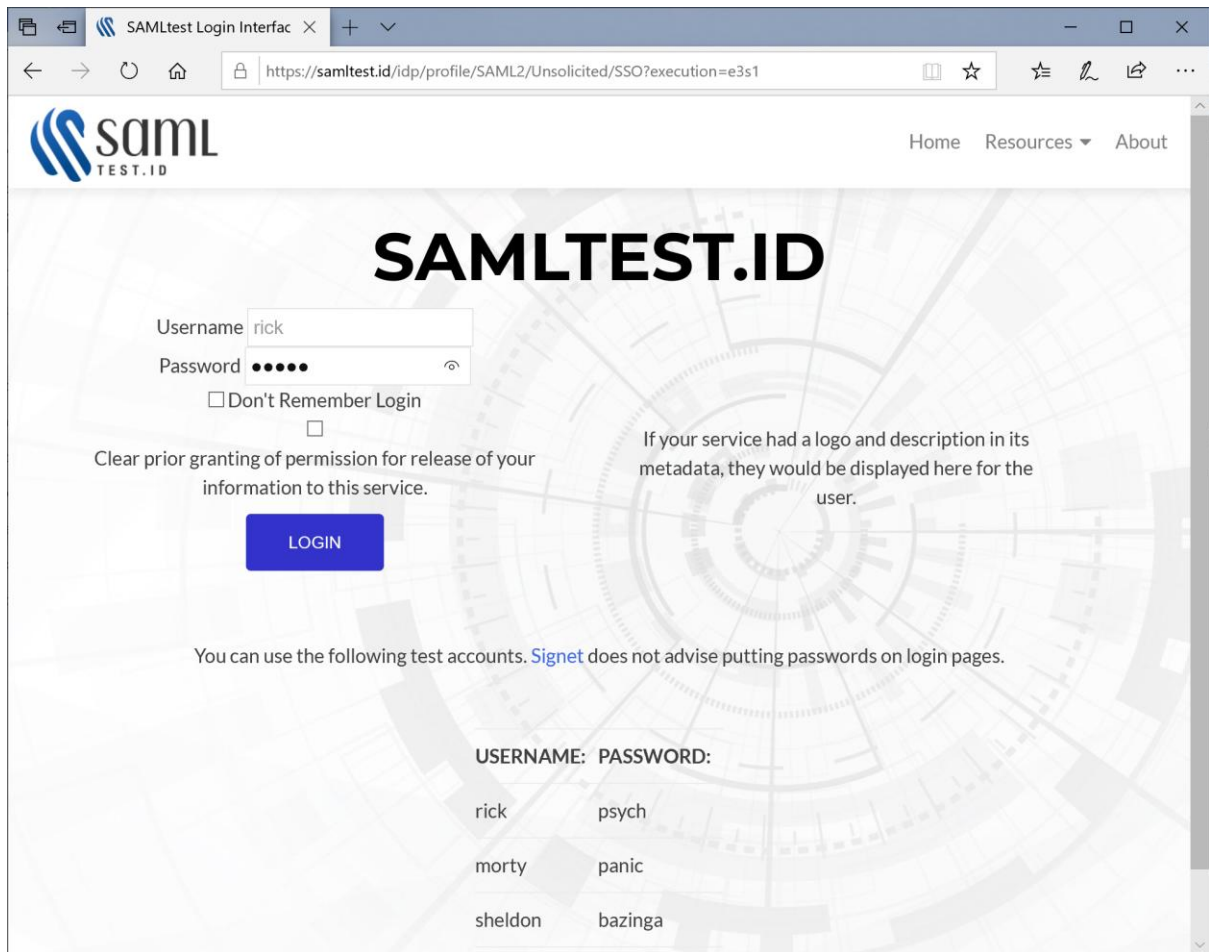 SAMLtest Login Interfac
https://samltest.id/idp/profile/SAML2/Unsolicited/SSO?execution=e3s1
saml
TEST.ID
Home Resources About
SAMLTEST.ID
Username rick
Password •••••
Don't Remember Login
Clear prior granting of permission for release of your
information to this service.
LOGIN
If your service had a logo and description in its
metadata, they would be displayed here for the
user.
You can use the following test accounts. Signet does not advise putting passwords on login pages.
USERNAME: PASSWORD:
rick psych
morty panic
sheldon bazinga